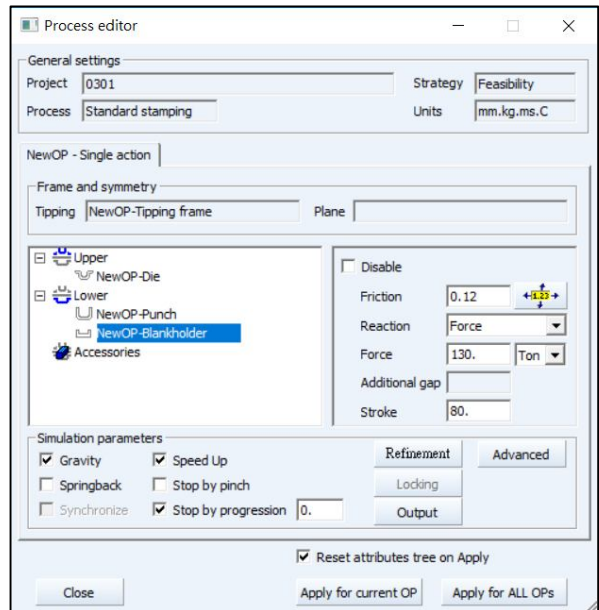 Process editor
General settings
Project 0301 Strategy Feasibility
Process Standard stamping Units mm.kg.ms.C
NewOP - Single action
Frame and symmetry
Tipping NewOP-Tipping frame Plane
Upper
NewOP-Die
Lower
NewOP-Punch
NewOP-Blankholder
Accessories
Disable
Friction 0.12 1.23
Reaction Force
Force 130. Ton
Additional gap
Stroke 80.
Simulation parameters
Gravity Speed Up Refinement Advanced
Springback Stop by pinch Locking
Synchronize Stop by progression 0. Output
Reset attributes tree on Apply
Close Apply for current OP Apply for ALL OPs